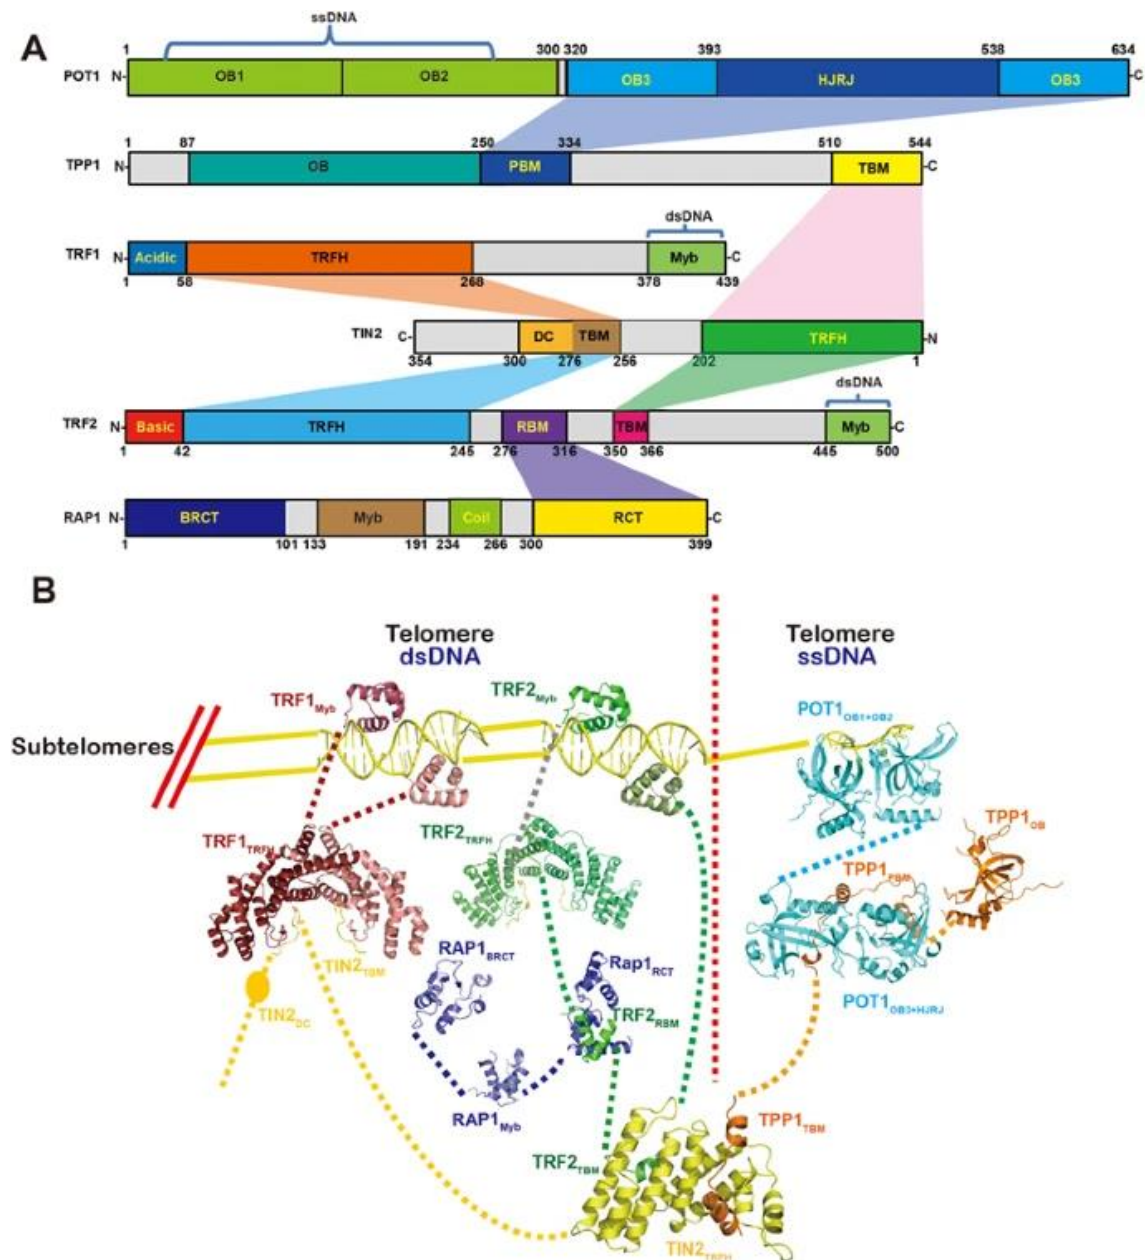 A
ssDNA
1 300 320 393 538 634
POT1 N- OB1 OB2 OB3 HJRJ OB3 -C
1 87 250 334 510 544
TPP1 N- OB PBM TBM -C
dsDNA
TRF1 N- Acidic TRFH Myb -C
1 58 268 378 439
TIN2 C- DC TBM TRFH -N
354 300 276 256 202 1
dsDNA
TRF2 N- Basic TRFH RBM TBM Myb -C
1 42 245 276 316 350 366 445 500
RAP1 N- BRCT Myb Coil RCT -C
1 101 133 191 234 266 300 399
B
Telomere
dsDNA
Telomere
ssDNA
TRF1Myb
TRF2Myb
POT1OB1+OB2
Subtelomeres
TRF1TRFH
TRF2TRFH
TPP1OB
TPP1PBM
RAP1BRCT
Rap1RCT
TIN2TBM
TIN2DC
TRF2RBM
POT1OB3+HJRJ
RAP1Myb
TPP1TBM
TRF2TBM
TIN2TRFH